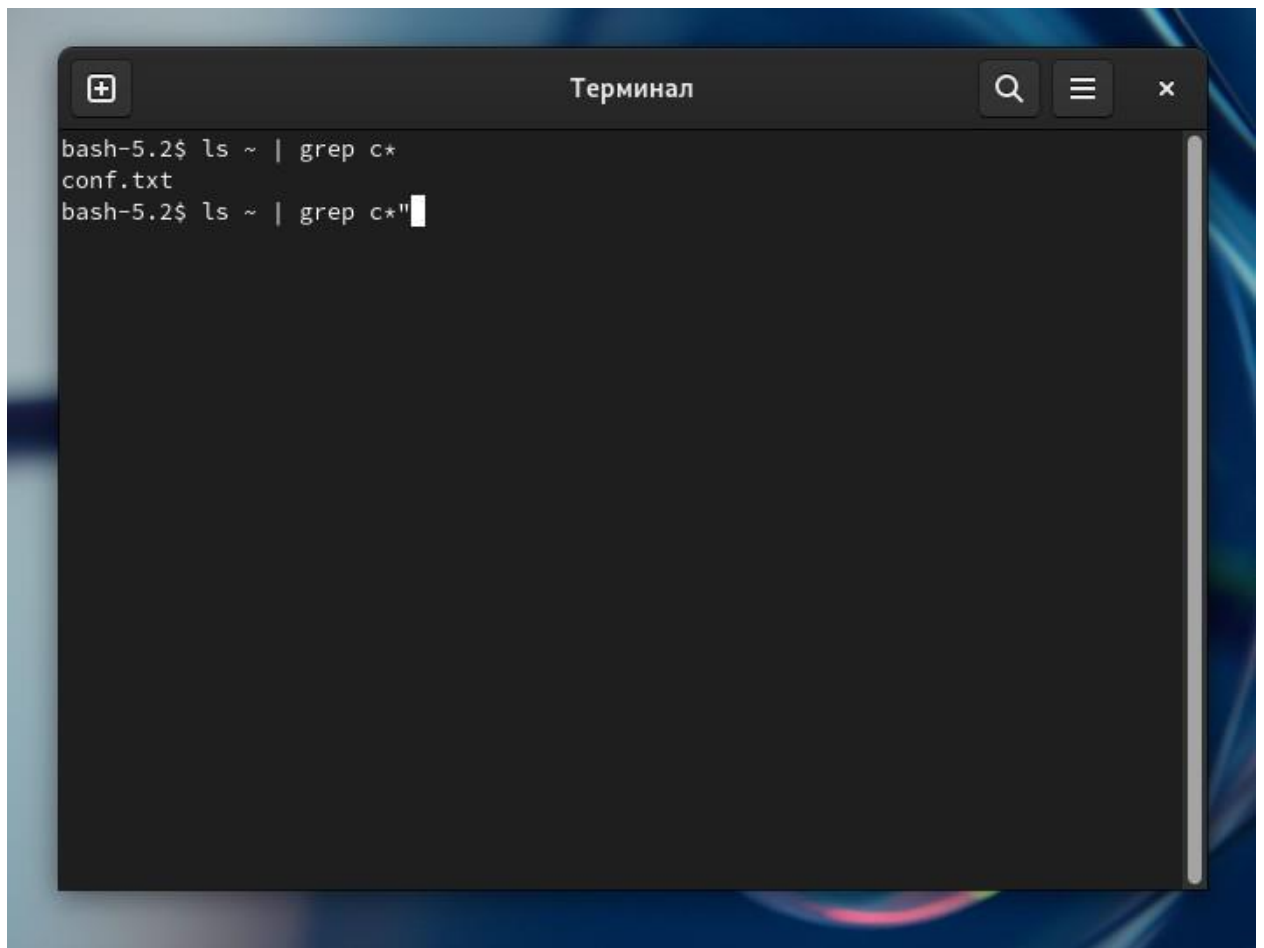 Терминал
bash-5.2$ ls ~ | grep c*
conf.txt
bash-5.2$ ls ~ | grep c*"